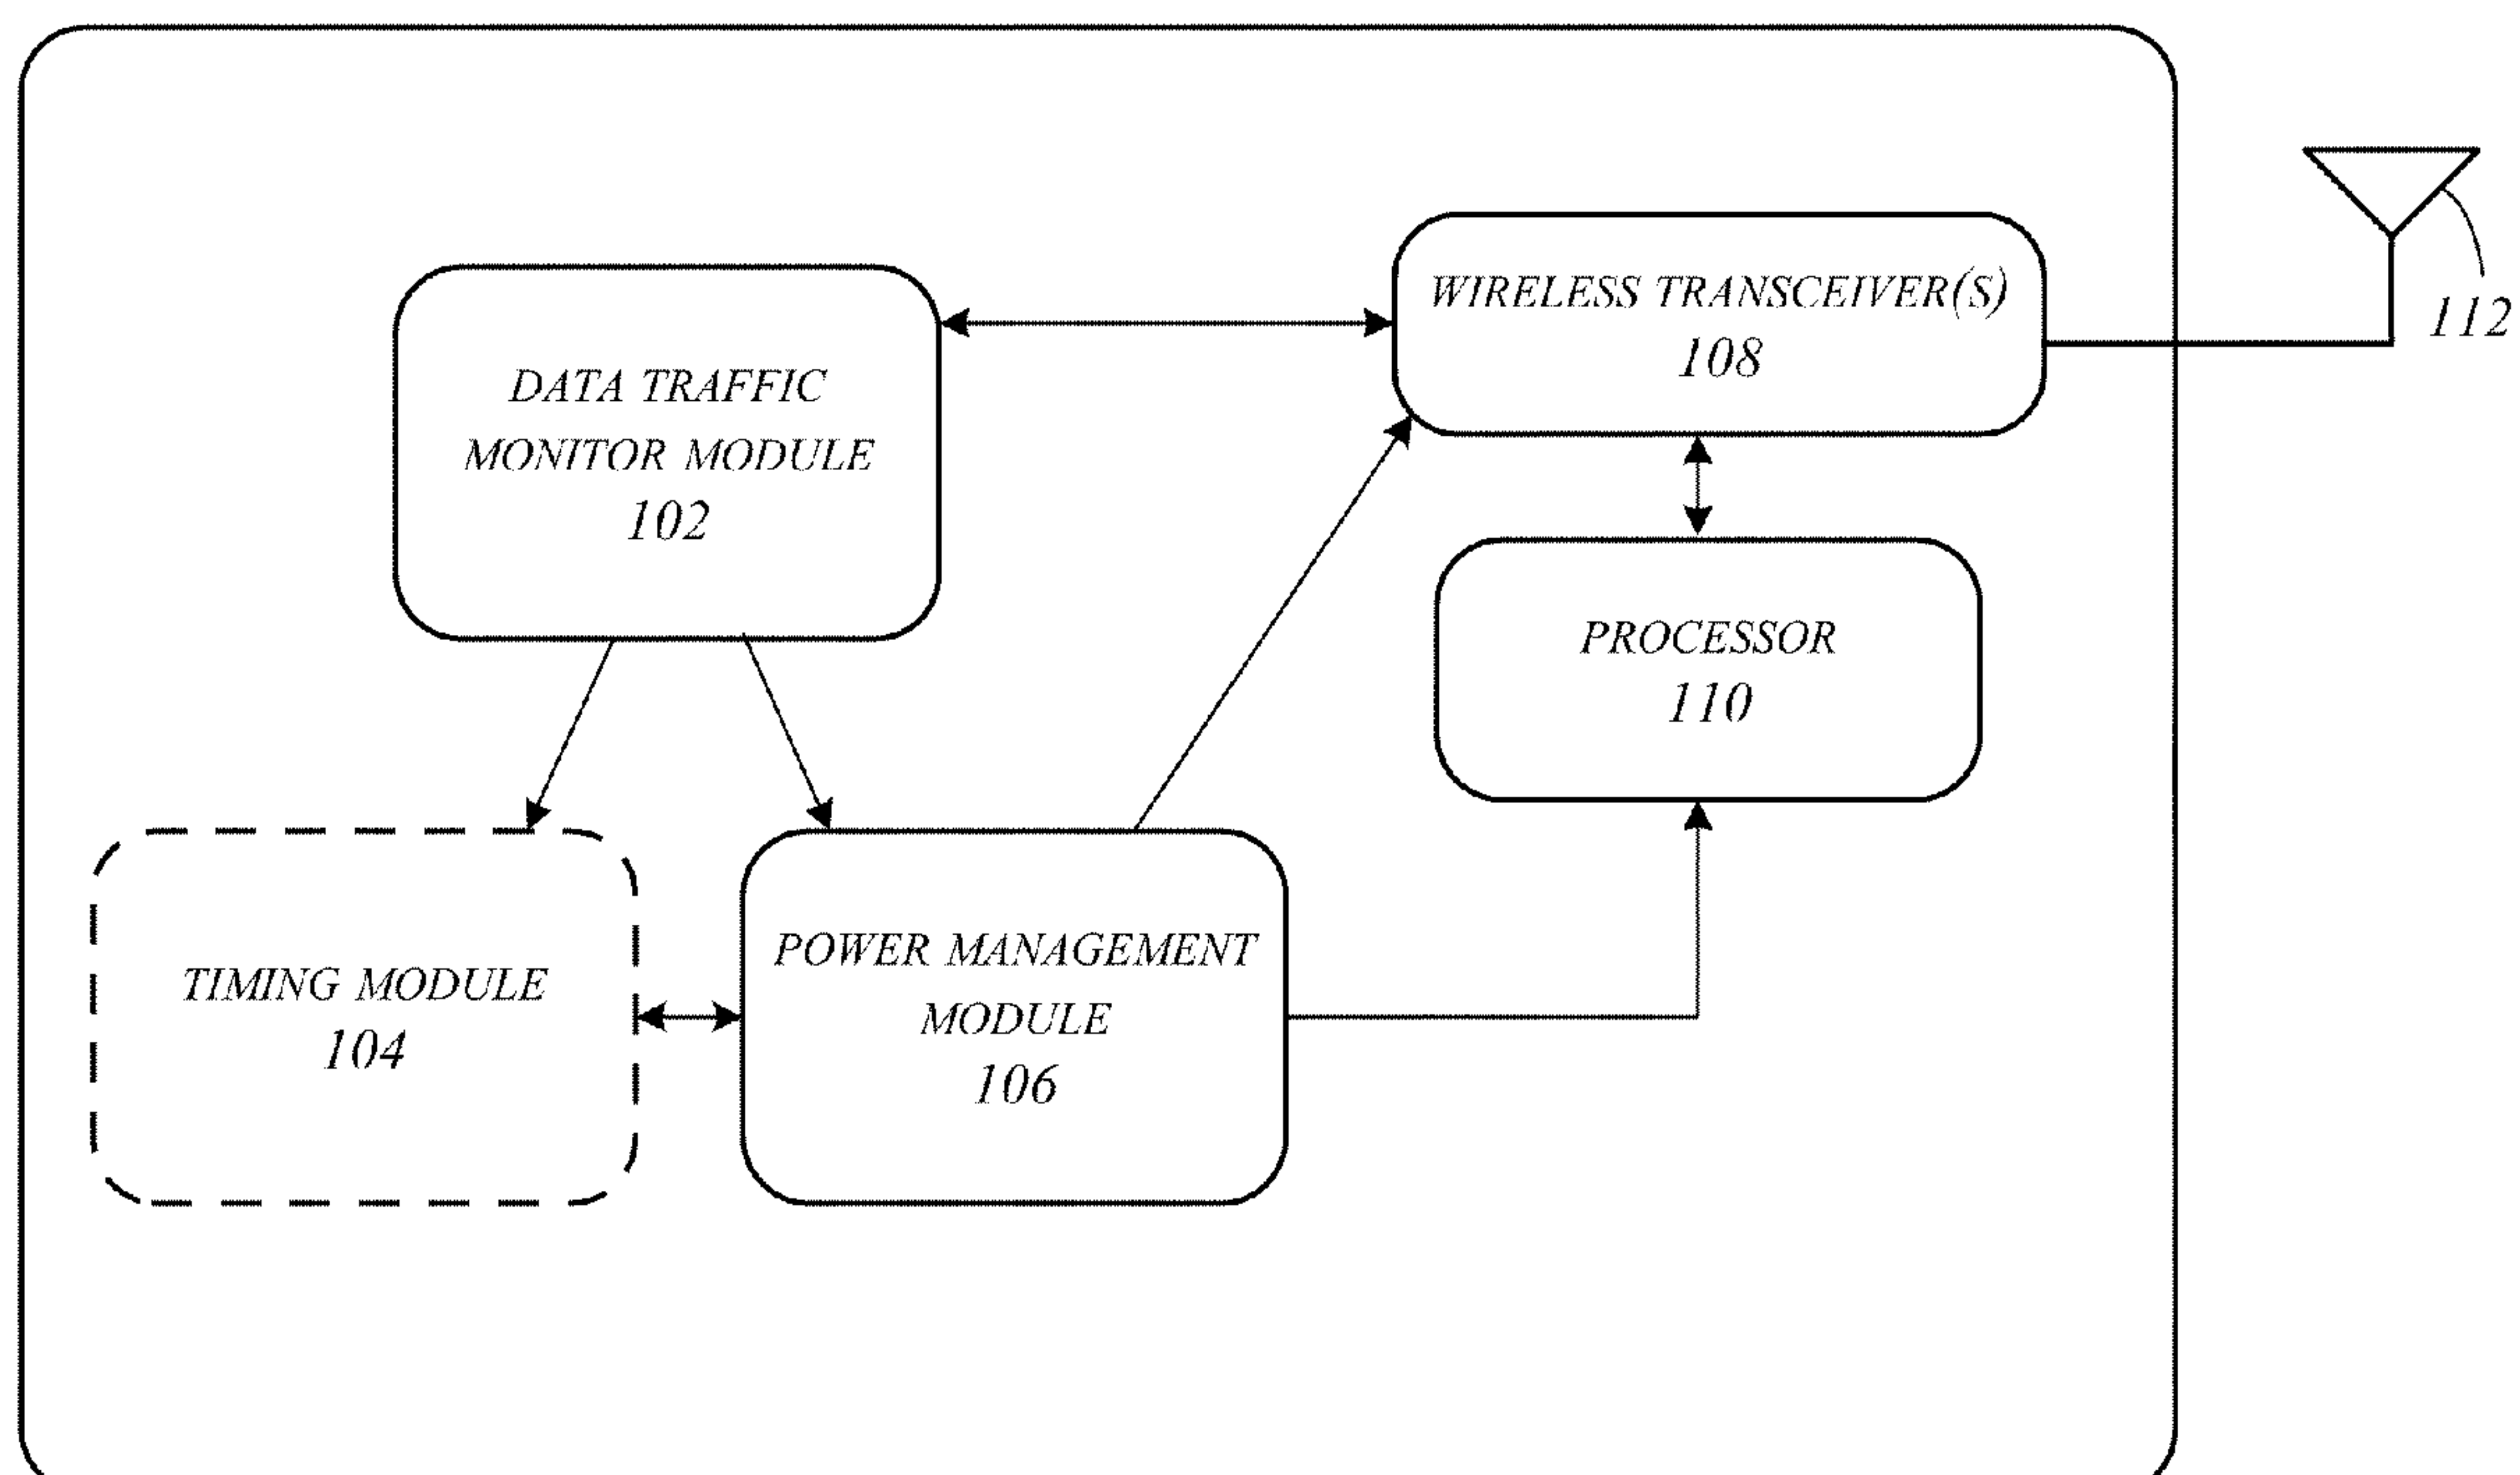 WIRELESS TRANSCEIVER(S)
108
112
DATA TRAFFIC
MONITOR MODULE
102
PROCESSOR
110
TIMING MODULE
104
POWER MANAGEMENT
MODULE
106